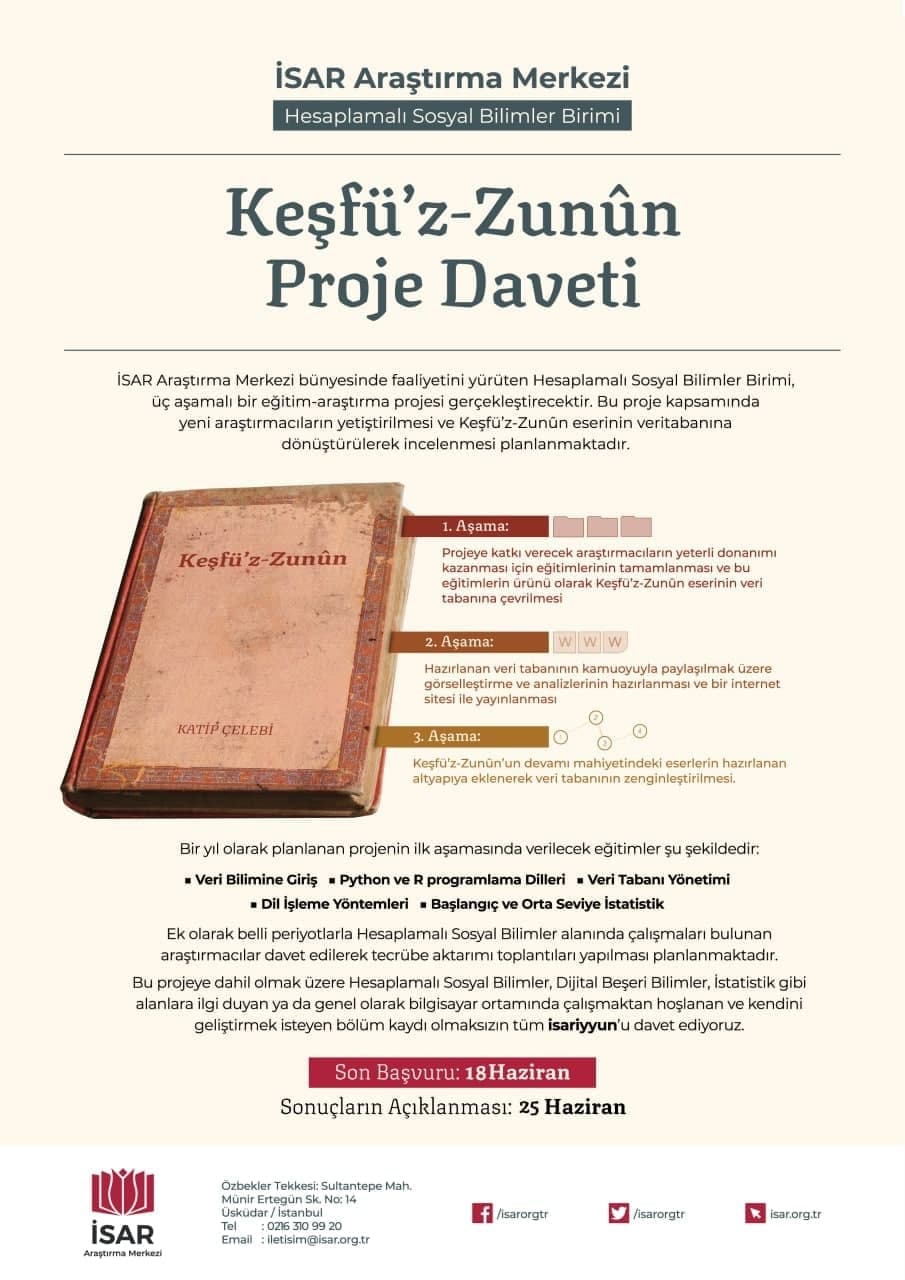 İSAR Araştırma Merkezi
Hesaplamalı Sosyal Bilimler Birimi
Keşfü’z-Zunûn
Proje Daveti
İSAR Araştırma Merkezi bünyesinde faaliyetini yürüten Hesaplamalı Sosyal Bilimler Birimi,
üç aşamalı bir eğitim-araştırma projesi gerçekleştirecektir. Bu proje kapsamında
yeni araştırmacıların yetiştirilmesi ve Keşfü’z-Zunûn eserinin veritabanına
dönüştürülerek incelenmesi planlanmaktadır.
Keşfü’z-Zunûn
KATİP ÇELEBİ
1. Aşama:
Projeye katkı verecek araştırmacıların yeterli donanımı
kazanması için eğitimlerinin tamamlanması ve bu
eğitimlerin ürünü olarak Keşfü’z-Zunûn eserinin veri
tabanına çevrilmesi
2. Aşama: W W W
Hazırlanan veri tabanının kamuoyuyla paylaşılmak üzere
görselleştirme ve analizlerinin hazırlanması ve bir internet
sitesi ile yayınlanması
3. Aşama: 1 2 3 4
Keşfü’z-Zunûn’un devamı mahiyetindeki eserlerin hazırlanan
altyapıya eklenerek veri tabanının zenginleştirilmesi.
Bir yıl olarak planlanan projenin ilk aşamasında verilecek eğitimler şu şekildedir:
▪ Veri Bilimine Giriş ▪ Python ve R programlama Dilleri ▪ Veri Tabanı Yönetimi
▪ Dil İşleme Yöntemleri ▪ Başlangıç ve Orta Seviye İstatistik
Ek olarak belli periyotlarla Hesaplamalı Sosyal Bilimler alanında çalışmaları bulunan
araştırmacılar davet edilerek tecrübe aktarımı toplantıları yapılması planlanmaktadır.
Bu projeye dahil olmak üzere Hesaplamalı Sosyal Bilimler, Dijital Beşeri Bilimler, İstatistik gibi
alanlara ilgi duyan ya da genel olarak bilgisayar ortamında çalışmaktan hoşlanan ve kendini
geliştirmek isteyen bölüm kaydı olmaksızın tüm isariyyun’u davet ediyoruz.
Son Başvuru: 18Haziran
Sonuçların Açıklanması: 25 Haziran
İSAR
Araştırma Merkezi
Özbekler Tekkesi: Sultantepe Mah.
Münir Ertegün Sk. No: 14
Üsküdar / İstanbul
Tel : 0216 310 99 20
Email : iletisim@isar.org.tr
/isarorgtr
/isarorgtr
isar.org.tr